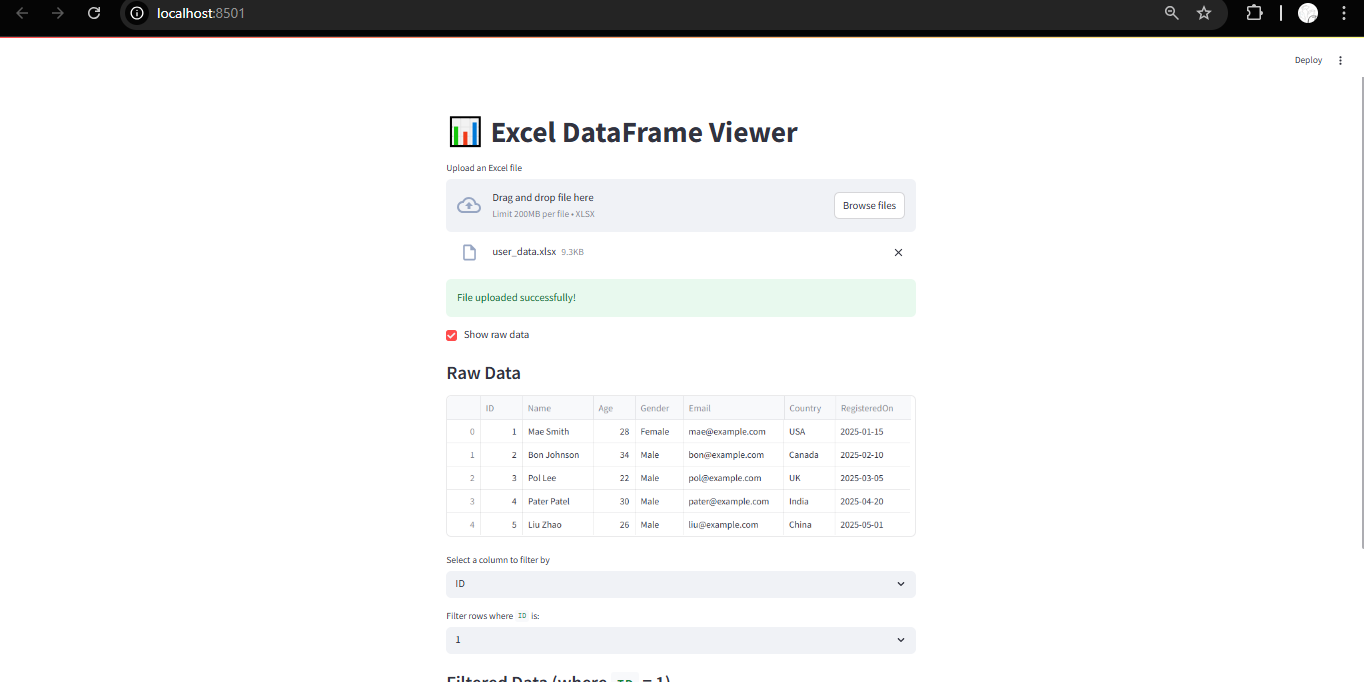 localhost:8501
Deploy
Excel DataFrame Viewer
Upload an Excel file
Drag and drop file here
Limit 200MB per file • XLSX
Browse files
user_data.xlsx 9.3KB
File uploaded successfully!
Show raw data
Raw Data
ID Name Age Gender Email Country RegisteredOn
0 1 Mae Smith 28 Female mae@example.com USA 2025-01-15
1 2 Bon Johnson 34 Male bon@example.com Canada 2025-02-10
2 3 Pol Lee 22 Male pol@example.com UK 2025-03-05
3 4 Pater Patel 30 Male pater@example.com India 2025-04-20
4 5 Liu Zhao 26 Male liu@example.com China 2025-05-01
Select a column to filter by
ID
Filter rows where ID is:
1
Filtered Data (where ID = 1)